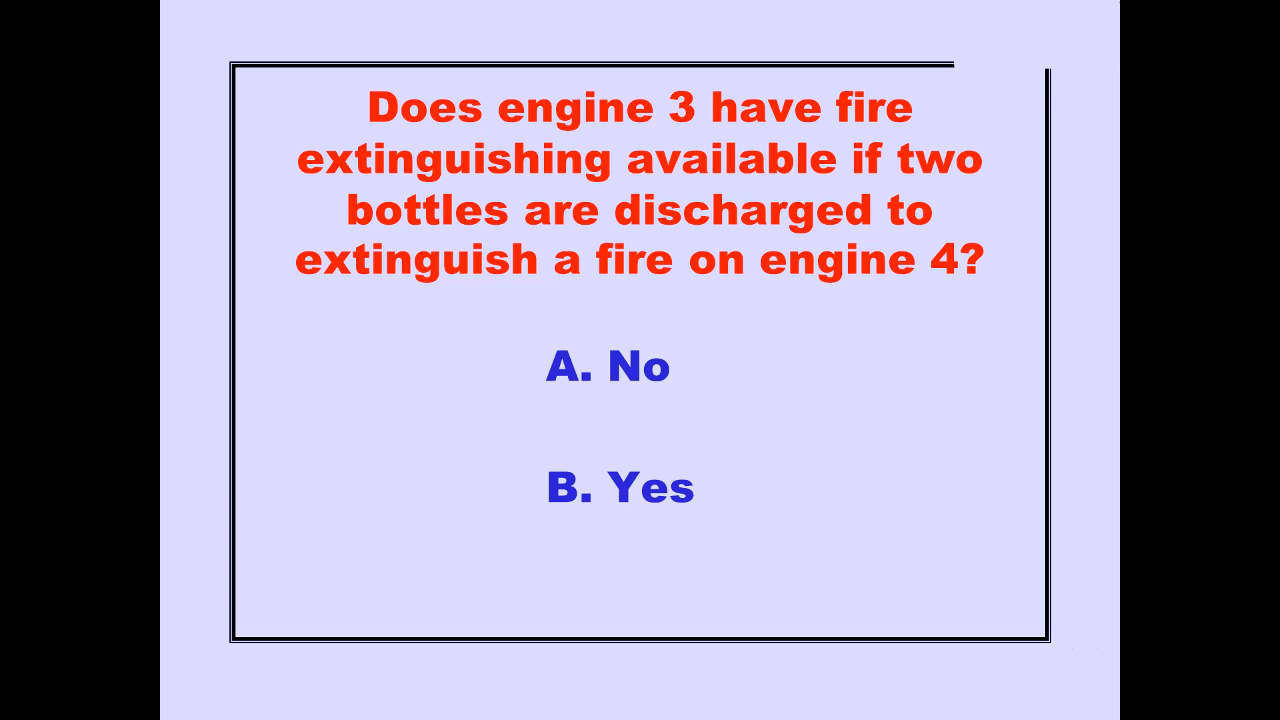 Does engine 3 have fire
extinguishing available if two
bottles are discharged to
extinguish a fire on engine 4?
A. No
B. Yes